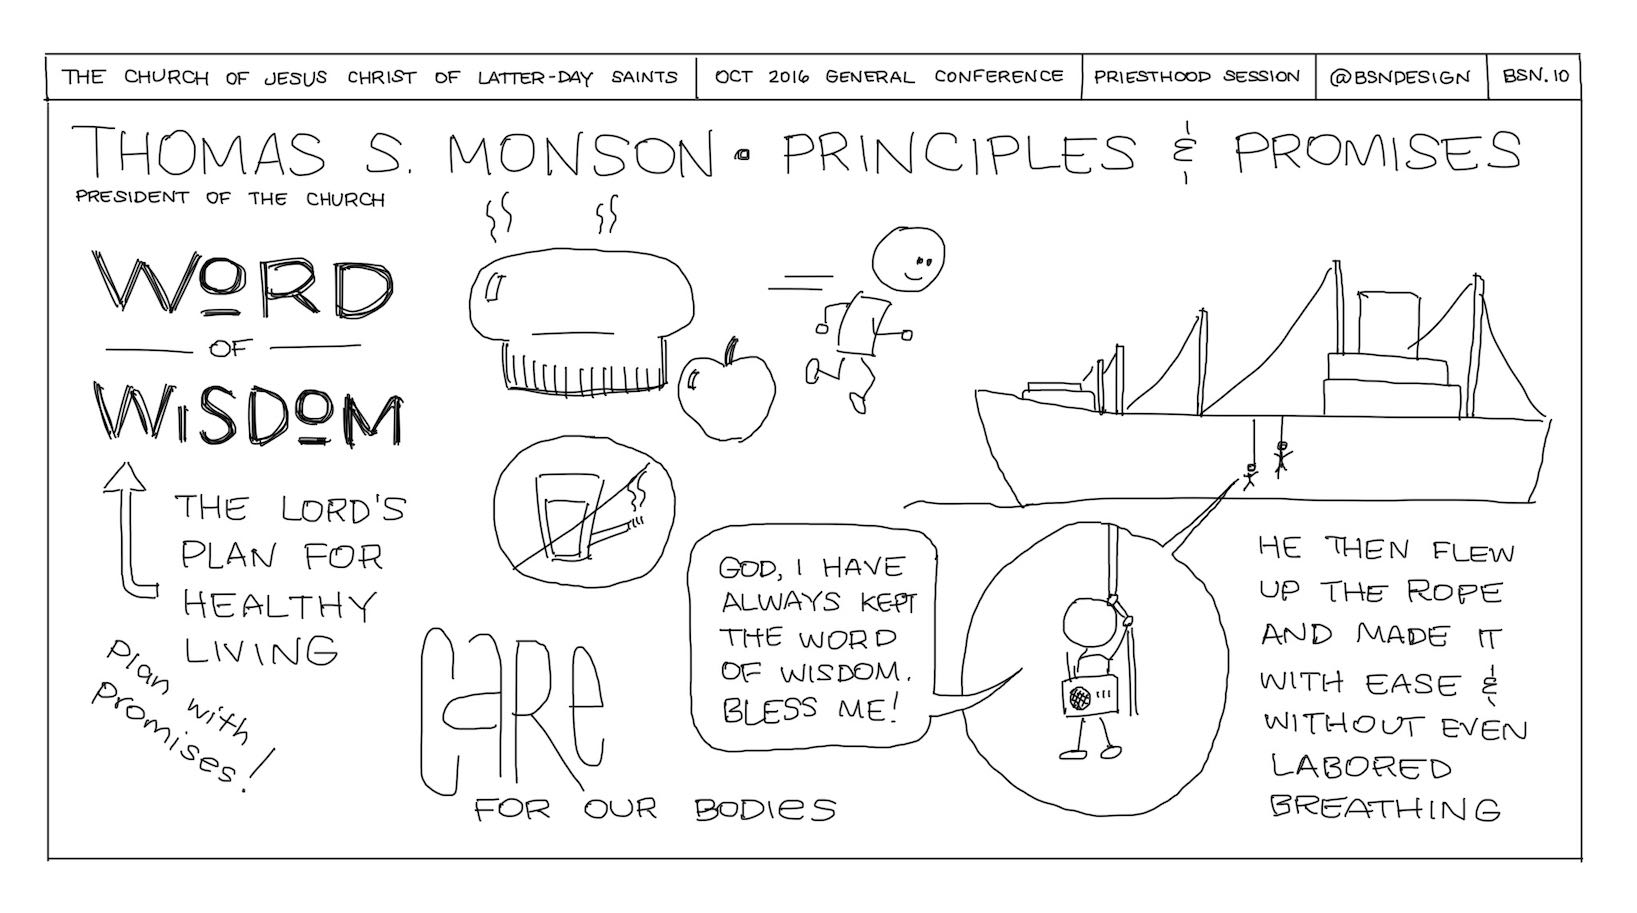 THE CHURCH OF JESUS CHRIST OF LATTER-DAY SAINTS
OCT 2016 GENERAL CONFERENCE
PRIESTHOOD SESSION
@BSNDESIGN
BSN.IO
THOMAS S. MONSON • PRINCIPLES & PROMISES
PRESIDENT OF THE CHURCH
WORD
OF
WISDOM
THE LORD'S
PLAN FOR
HEALTHY
LIVING
Plan with
promises!
CARe
FOR OUR BODIeS
GOD, I HAVE
ALWAYS KEPT
THE WORD
OF WISDOM.
BLESS ME!
HE THEN FLEW
UP THE ROPE
AND MADE IT
WITH EASE &
WITHOUT EVEN
LABORED
BREATHING